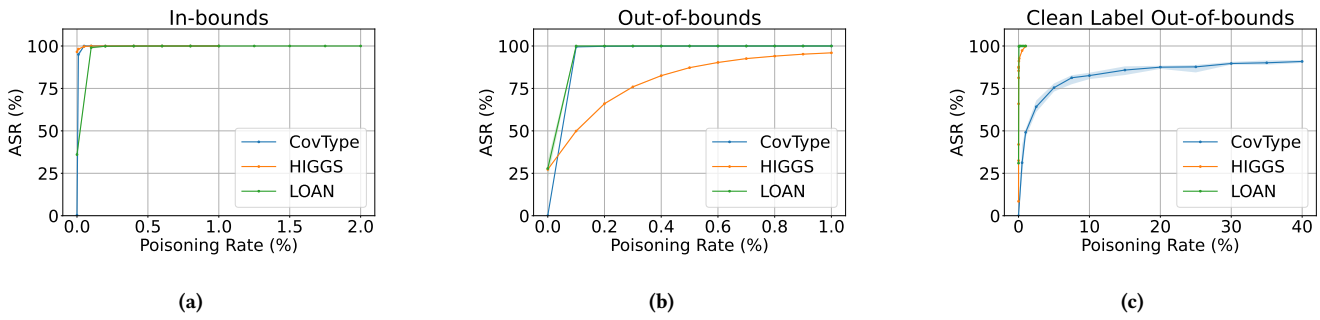 In-bounds
100
75
50
25
0
ASR (%)
CovType
HIGGS
LOAN
0.0 0.5 1.0 1.5 2.0
Poisoning Rate (%)
(a)
Out-of-bounds
100
75
50
25
0
ASR (%)
CovType
HIGGS
LOAN
0.0 0.2 0.4 0.6 0.8 1.0
Poisoning Rate (%)
(b)
Clean Label Out-of-bounds
100
75
50
25
0
ASR (%)
CovType
HIGGS
LOAN
0 10 20 30 40
Poisoning Rate (%)
(c)